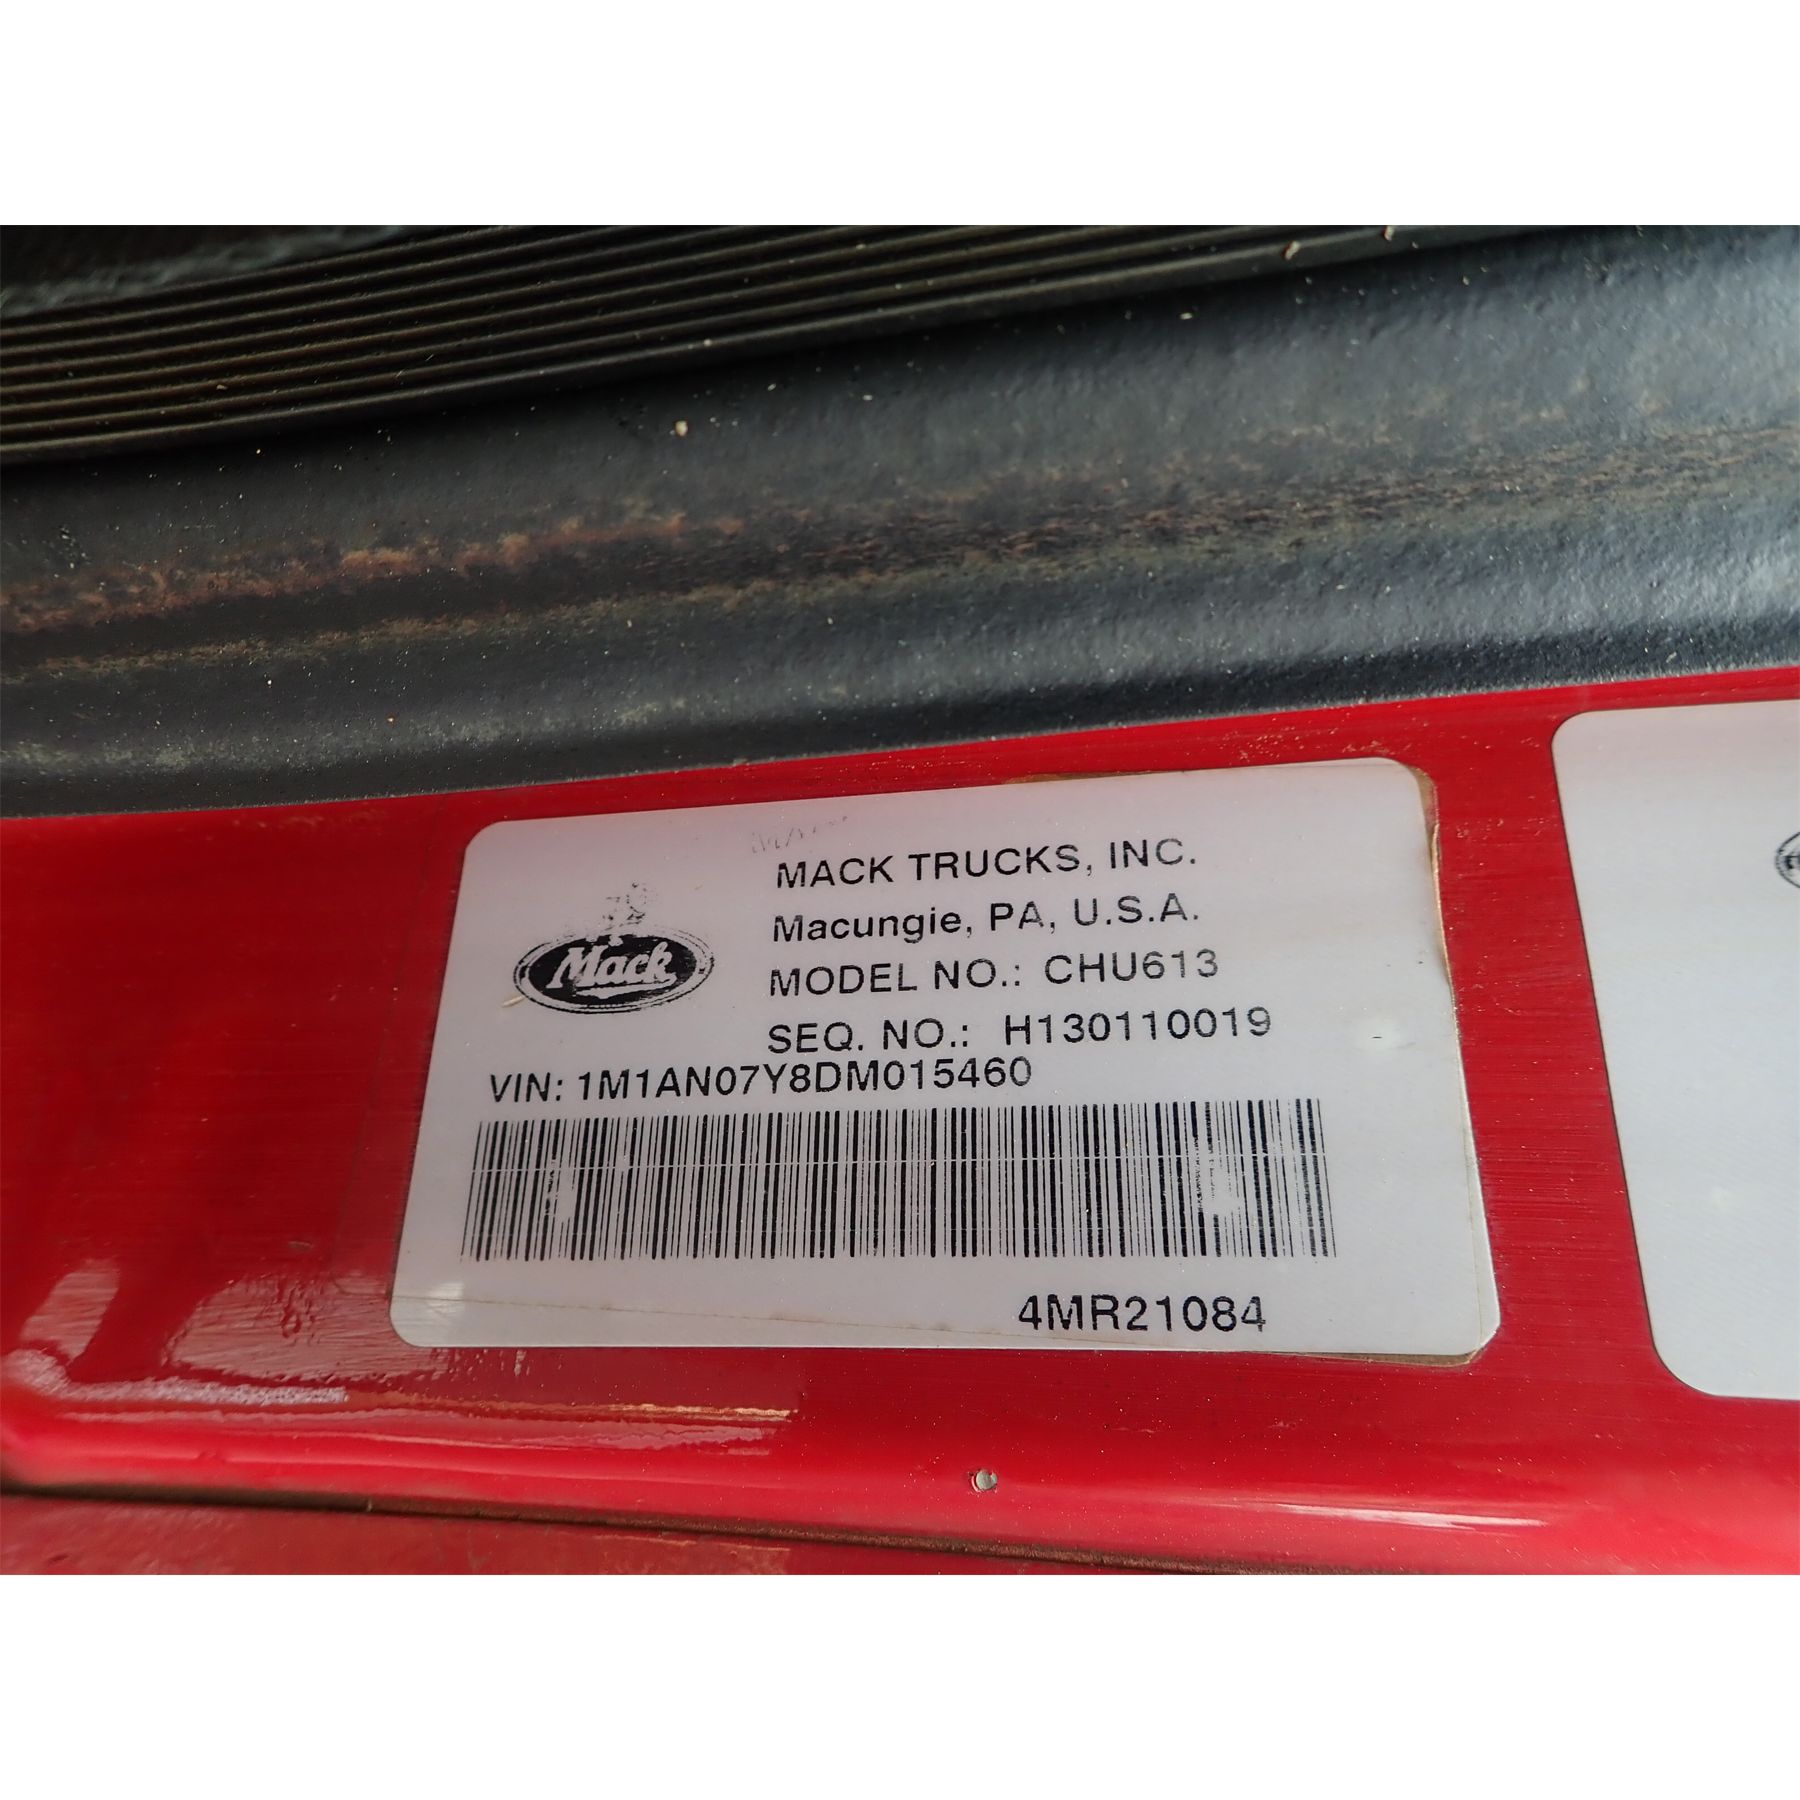 MACK TRUCKS, INC.
Macungie, PA, U.S.A.
Mack
MODEL NO.: CHU613
SEQ. NO.: H130110019
VIN: 1M1AN07Y8DM015460
4MR21084